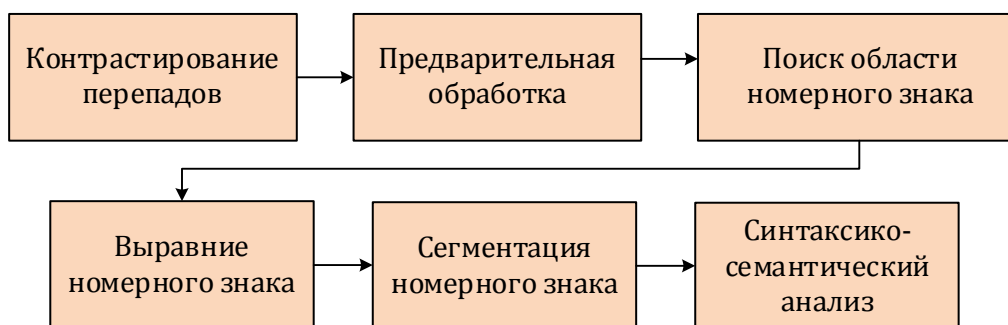 Контрастирование
перепадов
Предварительная
обработка
Поиск области
номерного знака
Выравние
номерного знака
Сегментация
номерного знака
Синтаксико-
семантический
анализ